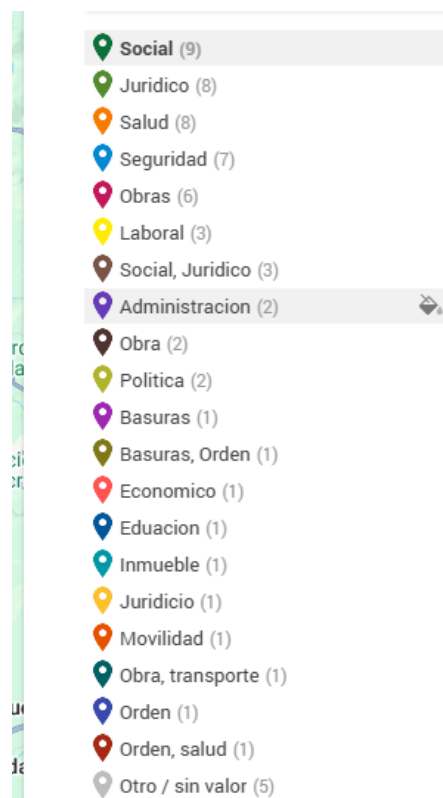 Social (9)
Juridico (8)
Salud (8)
Seguridad (7)
Obras (6)
Laboral (3)
Social, Juridico (3)
Administracion (2)
Obra (2)
Politica (2)
Basuras (1)
Basuras, Orden (1)
Economico (1)
Eduacion (1)
Inmueble (1)
Juridicio (1)
Movilidad (1)
Obra, transporte (1)
Orden (1)
Orden, salud (1)
Otro / sin valor (5)